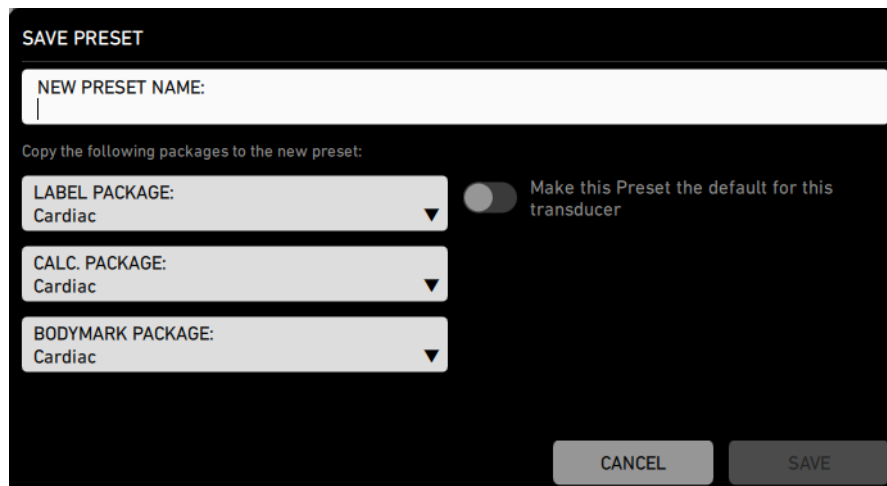 SAVE PRESET
NEW PRESET NAME:
Copy the following packages to the new preset:
LABEL PACKAGE:
Cardiac
Make this Preset the default for this
transducer
CALC. PACKAGE:
Cardiac
BODYMARK PACKAGE:
Cardiac
CANCEL
SAVE